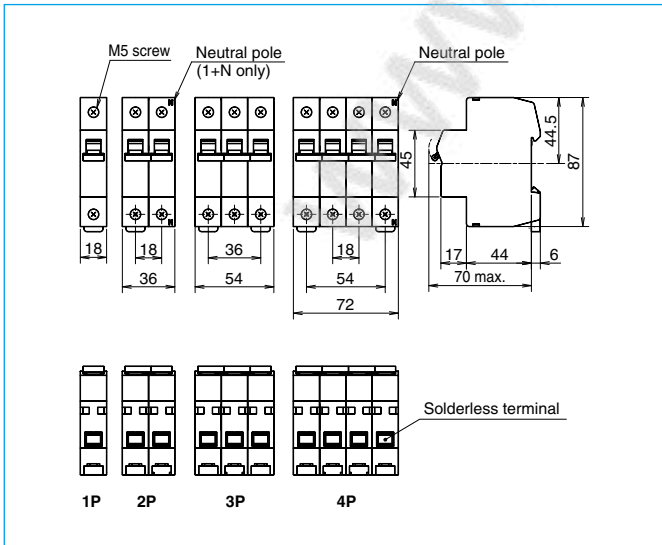 M5 screw
Neutral pole
(1+N only)
Neutral pole
N
N
N
N
45
44.5
87
18
18
36
36
54
18
54
72
17
44
6
70 max.
Solderless terminal
1P
2P
3P
4P
www